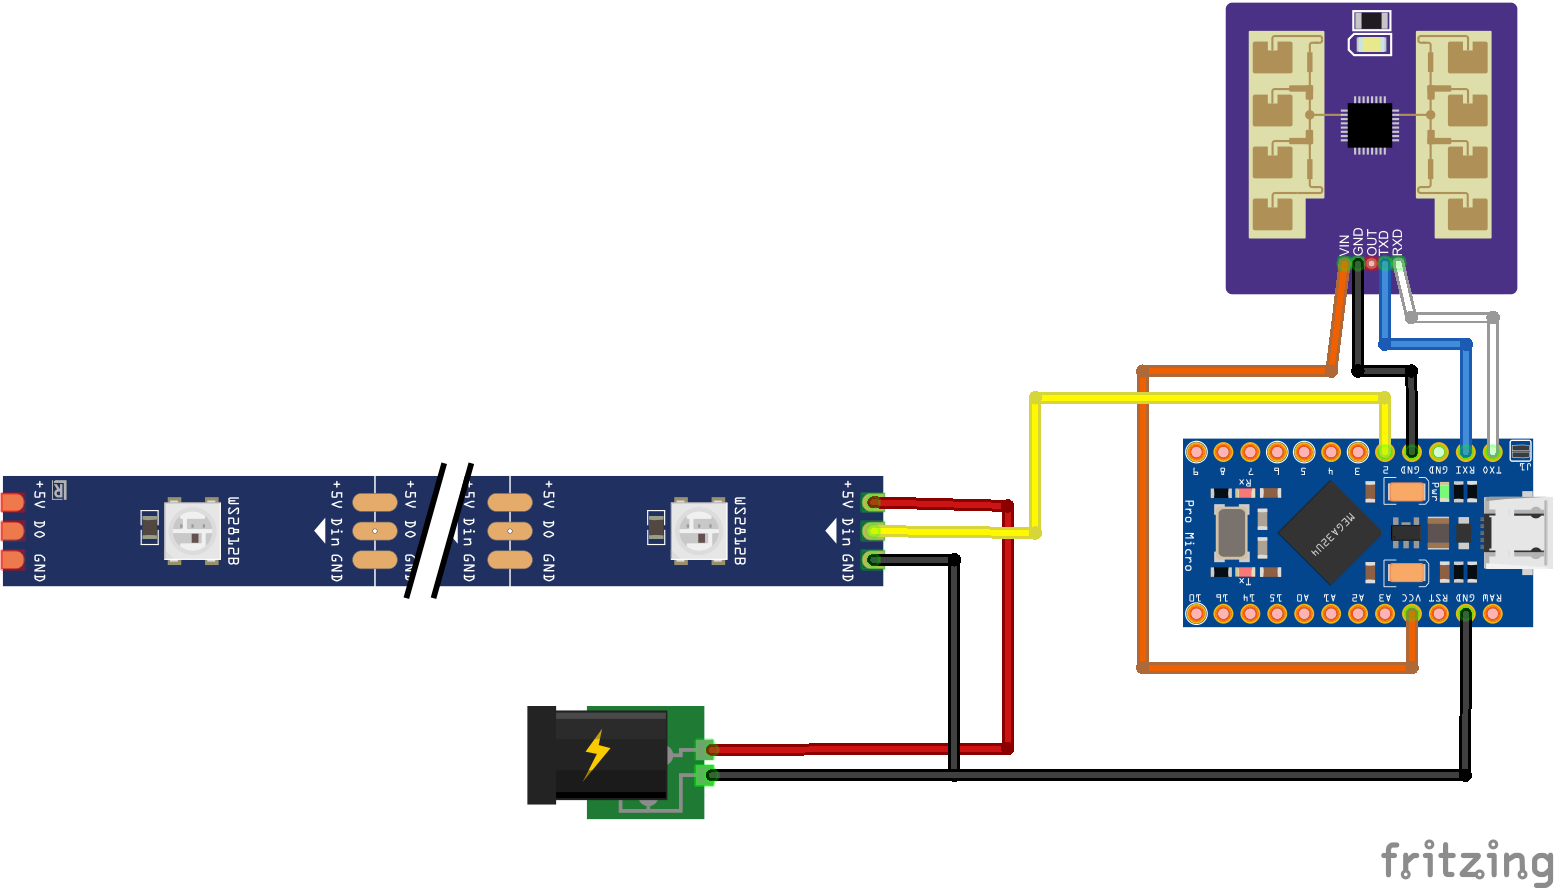 VIN
GND
OUT
TXD
RXD
9
8
7
6
5
4
3
2
GND
GND
RXI
TXO
J1
Rx
Pwr
Pro Micro
MEGA32U4
Tx
10
16
14
15
A0
A1
A2
A3
VCC
RST
GND
RAW
+5V
DO
GND
R
WS2812B
+5V
Din
GND
+5V
DO
GND
+5V
GND
+5V
DO
GND
WS2812B
+5V
Din
GND
fritzing